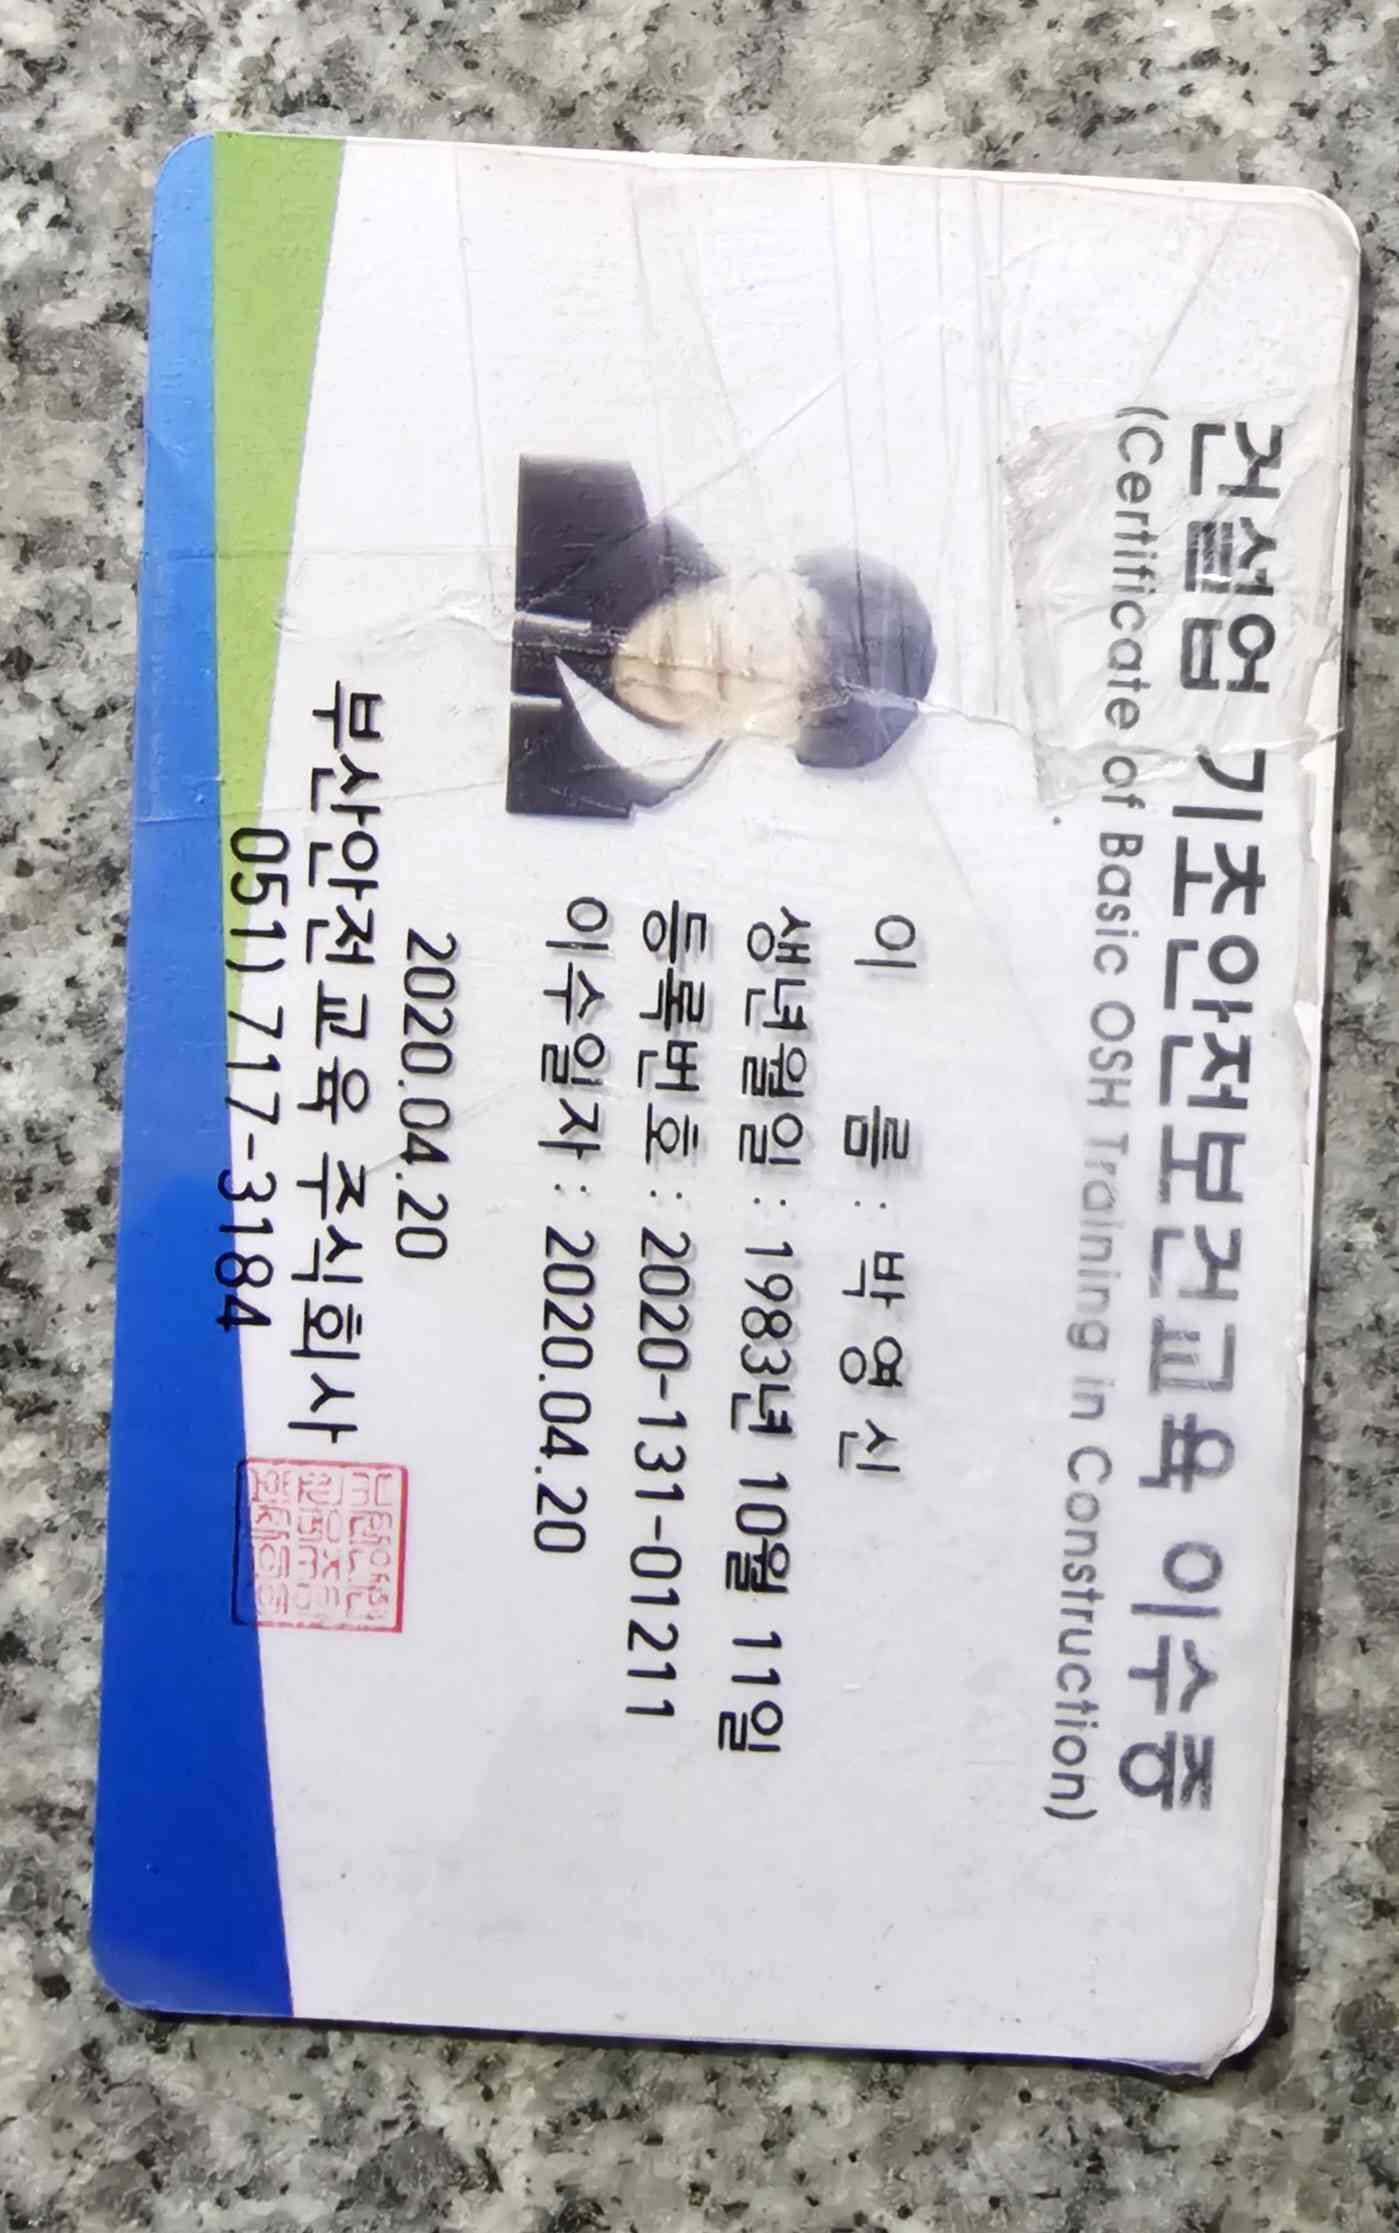 건설업 기초안전보건교육 이수증
(Certificate of Basic OSH Training in Construction)
이 름 : 박 영 신
생년월일 : 1983년 10월 11일
등록번호 : 2020-131-01211
이수일자 : 2020.04.20
2020.04.20
부산안전교육 주식회사
051) 717-3184